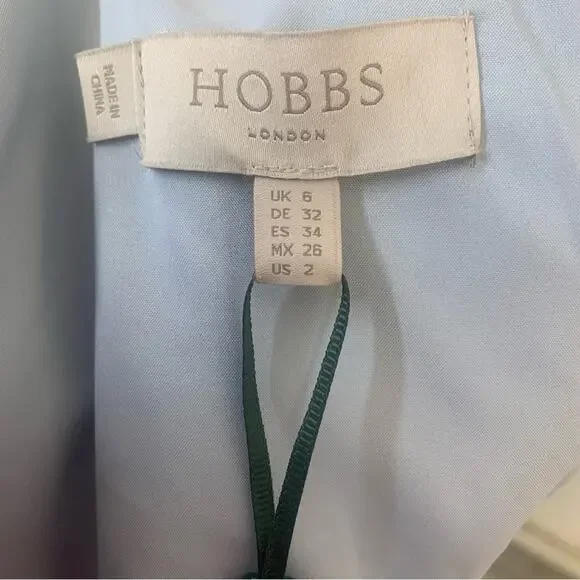 MADE IN
CHINA
HOBBS
LONDON
UK 6
DE 32
ES 34
MX 26
US 2